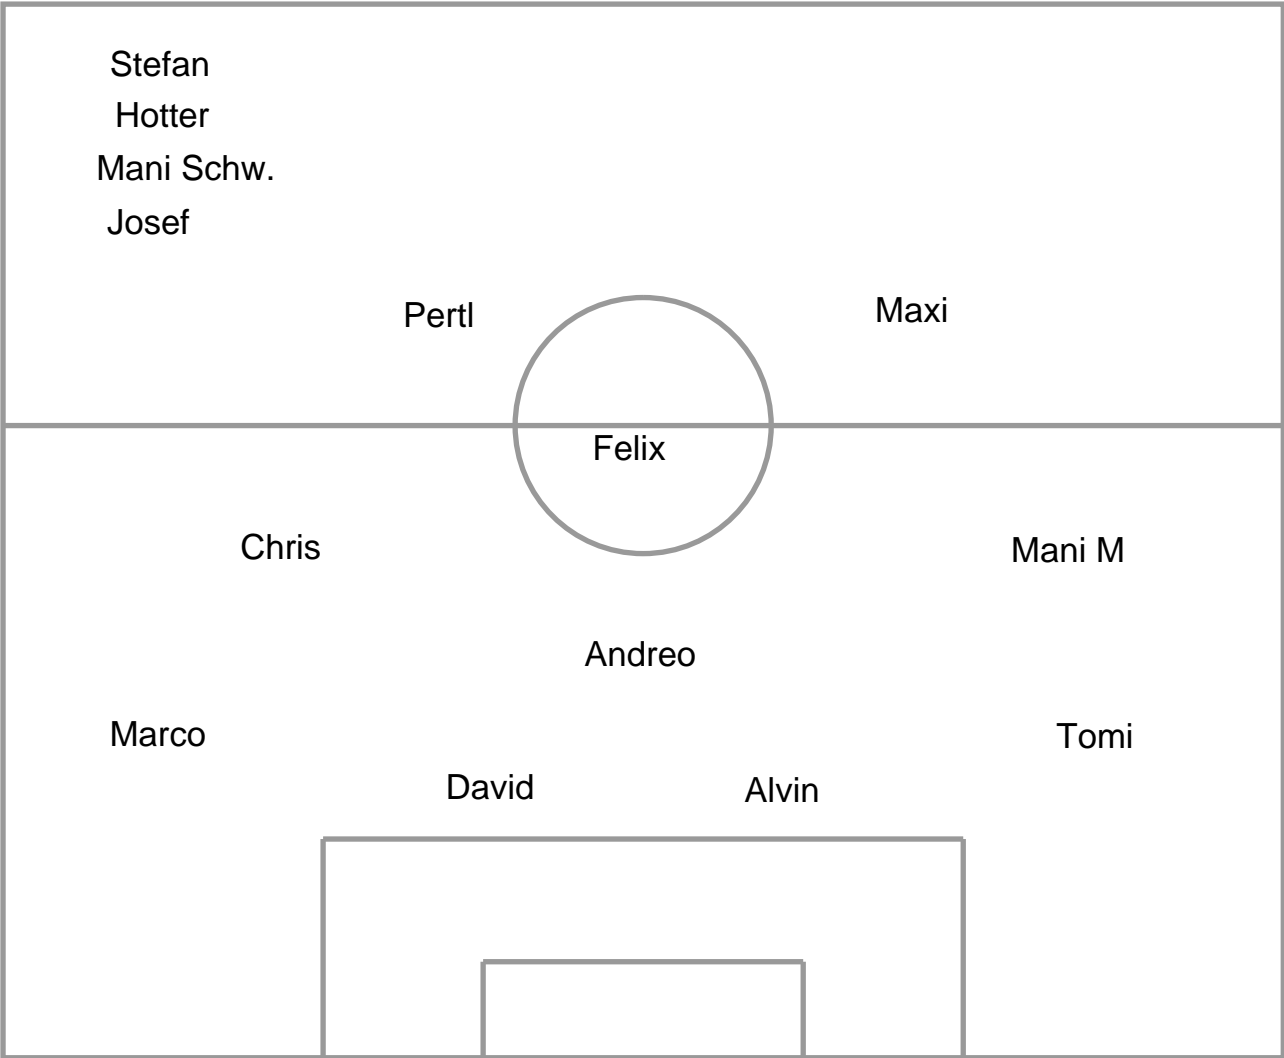 Stefan
Hotter
Mani Schw.
Josef
Pertl
Maxi
Felix
Chris
Mani M
Andreo
Marco
Tomi
David
Alvin